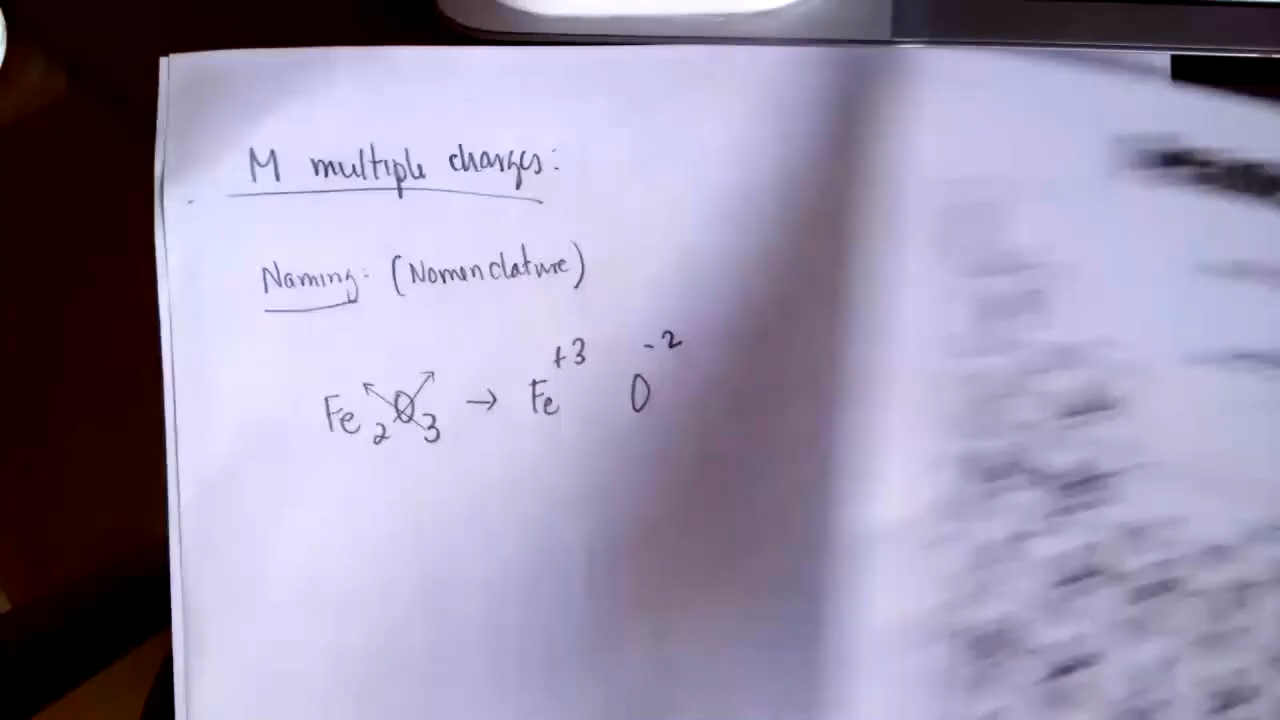 M multiple charges:
Naming: (Nomenclature)
Fe₂O₃ → Fe⁺³ O⁻²